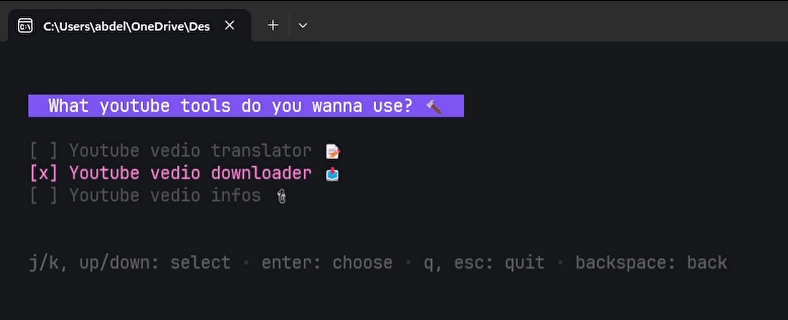 C:\Users\abdel\OneDrive\Des
What youtube tools do you wanna use? 🔨
[ ] Youtube vedio translator 📝
[x] Youtube vedio downloader 📥
[ ] Youtube vedio infos 📎
j/k, up/down: select • enter: choose • q, esc: quit • backspace: back